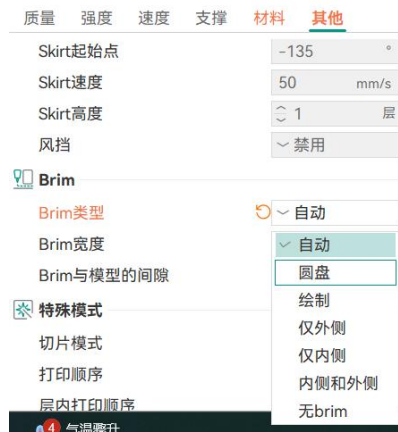 质量 强度 速度 支撑 材料 其他
Skirt起始点 -135 °
Skirt速度 50 mm/s
Skirt高度 1 层
风挡 禁用
Brim
Brim类型 自动
Brim宽度 自动
圆盘
Brim与模型的间隙
绘制
特殊模式
仅外侧
切片模式
仅内侧
打印顺序 内侧和外侧
层内打印顺序 无brim
4 气温骤升